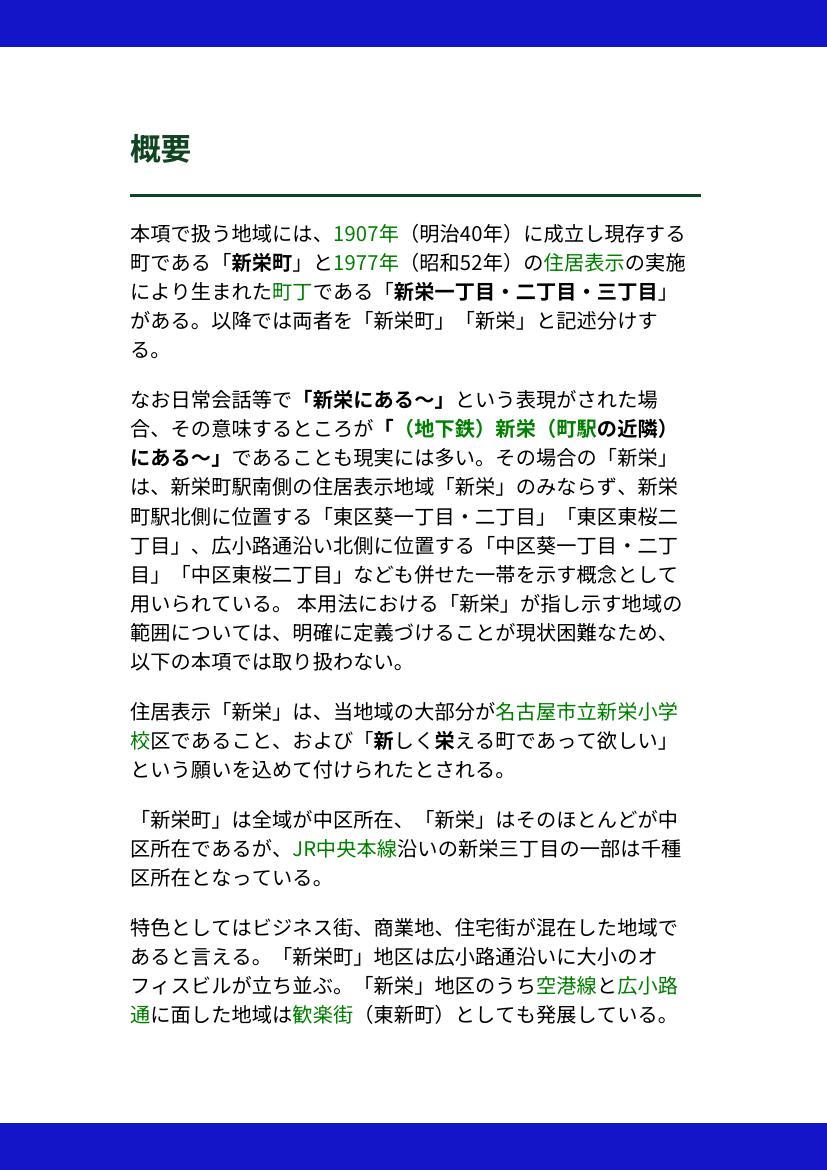 概要
本項で扱う地域には、1907年（明治40年）に成立し現存する
町である「新栄町」と1977年（昭和52年）の住居表示の実施
により生まれた町丁である「新栄一丁目・二丁目・三丁目」
がある。以降では両者を「新栄町」「新栄」と記述分けす
る。
なお日常会話等で「新栄にある〜」という表現がされた場
合、その意味するところが「（地下鉄）新栄（町駅の近隣）
にある〜」であることも現実には多い。その場合の「新栄」
は、新栄町駅南側の住居表示地域「新栄」のみならず、新栄
町駅北側に位置する「東区葵一丁目・二丁目」「東区東桜二
丁目」、広小路通沿い北側に位置する「中区葵一丁目・二丁
目」「中区東桜二丁目」なども併せた一帯を示す概念として
用いられている。 本用法における「新栄」が指し示す地域の
範囲については、明確に定義づけることが現状困難なため、
以下の本項では取り扱わない。
住居表示「新栄」は、当地域の大部分が名古屋市立新栄小学
校区であること、および「新しく栄える町であって欲しい」
という願いを込めて付けられたとされる。
「新栄町」は全域が中区所在、「新栄」はそのほとんどが中
区所在であるが、JR中央本線沿いの新栄三丁目の一部は千種
区所在となっている。
特色としてはビジネス街、商業地、住宅街が混在した地域で
あると言える。「新栄町」地区は広小路通沿いに大小のオ
フィスビルが立ち並ぶ。「新栄」地区のうち空港線と広小路
通に面した地域は歓楽街（東新町）としても発展している。